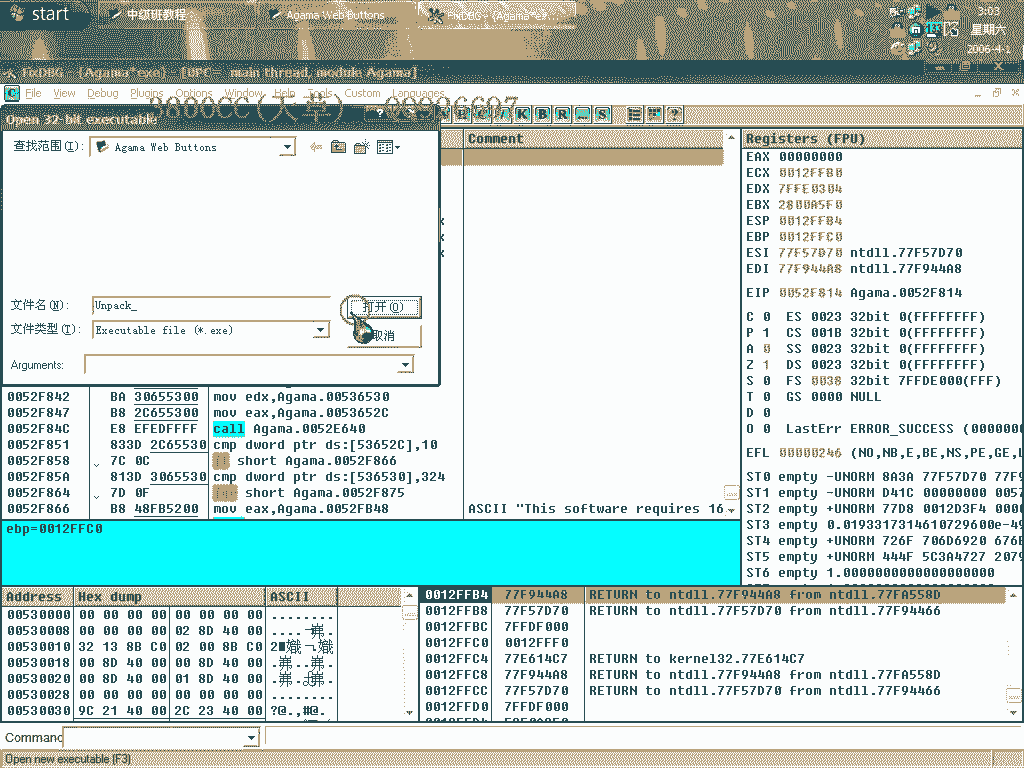 start
中级班教程
Agama Web Buttons
FixDBG - [Agama*ex...
3:03
星期六
2006-4-1
FixDBG - [Agama*exe] - [UPC= main thread, module Agama]
File View Debug Plugins Options Window Help Tools Custom Languages
3800CC(天草)
Open 32-bit executable
K B R ... S
查找范围(I): Agama Web Buttons
文件名(N): Unpack_
打开(O)
文件类型(T): Executable file (*.exe)
取消
Arguments:
Comment
0052F842 BA 30655300 mov edx,Agama.00536530
0052F847 B8 2C655300 mov eax,Agama.0053652C
0052F84C E8 EFEDFFFF call Agama.0052E640
0052F851 833D 2C65530 cmp dword ptr ds:[53652C],10
0052F858 7C 0C short Agama.0052F866
0052F85A 813D 3065530 cmp dword ptr ds:[536530],324
0052F864 7D 0F short Agama.0052F875
0052F866 B8 48FB5200 mov eax,Agama.0052FB48 ASCII "This software requires 16
ebp=0012FFC0
Registers (FPU)
EAX 00000000
ECX 0012FFB0
EDX 7FFE0304
EBX 2800A5F0
ESP 0012FFB4
EBP 0012FFC0
ESI 77F57D70 ntdll.77F57D70
EDI 77F944A8 ntdll.77F944A8
EIP 0052F814 Agama.0052F814
C 0 ES 0023 32bit 0(FFFFFFFF)
P 1 CS 001B 32bit 0(FFFFFFFF)
A 0 SS 0023 32bit 0(FFFFFFFF)
Z 1 DS 0023 32bit 0(FFFFFFFF)
S 0 FS 0038 32bit 7FFDE000(FFF)
T 0 GS 0000 NULL
D 0
O 0 LastErr ERROR_SUCCESS (0000000
EFL 00000246 (NO,NB,E,BE,NS,PE,GE,L
ST0 empty -UNORM 8A3A 77F57D70 77F9
ST1 empty -UNORM D41C 00000000 0057
ST2 empty +UNORM 77D8 0012D3F4 0000
ST3 empty 0.0193317314610729600e-49
ST4 empty +UNORM 726F 706D6920 676E
ST5 empty +UNORM 444F 5C3A4727 2079
ST6 empty 1.0000000000000000000
Address Hex dump ASCII
00530000 00 00 00 00 00 00 00 00 ........
00530008 00 00 00 00 02 8D 40 00
00530010 32 13 8B C0 02 00 8B C0
00530018 00 8D 40 00 00 8D 40 00
00530020 00 8D 40 00 01 8D 40 00
00530028 00 00 00 00 00 00 00 00 ........
00530030 9C 21 40 00 2C 23 40 00 ?@.,#@.
0012FFB4 77F944A8 RETURN to ntdll.77F944A8 from ntdll.77FA558D
0012FFB8 77F57D70 RETURN to ntdll.77F57D70 from ntdll.77F94466
0012FFBC 7FFDF000
0012FFC0 0012FFF0
0012FFC4 77E614C7 RETURN to kernel32.77E614C7
0012FFC8 77F944A8 RETURN to ntdll.77F944A8 from ntdll.77FA558D
0012FFCC 77F57D70 RETURN to ntdll.77F57D70 from ntdll.77F94466
0012FFD0 7FFDF000
Command
Open new executable (F3)